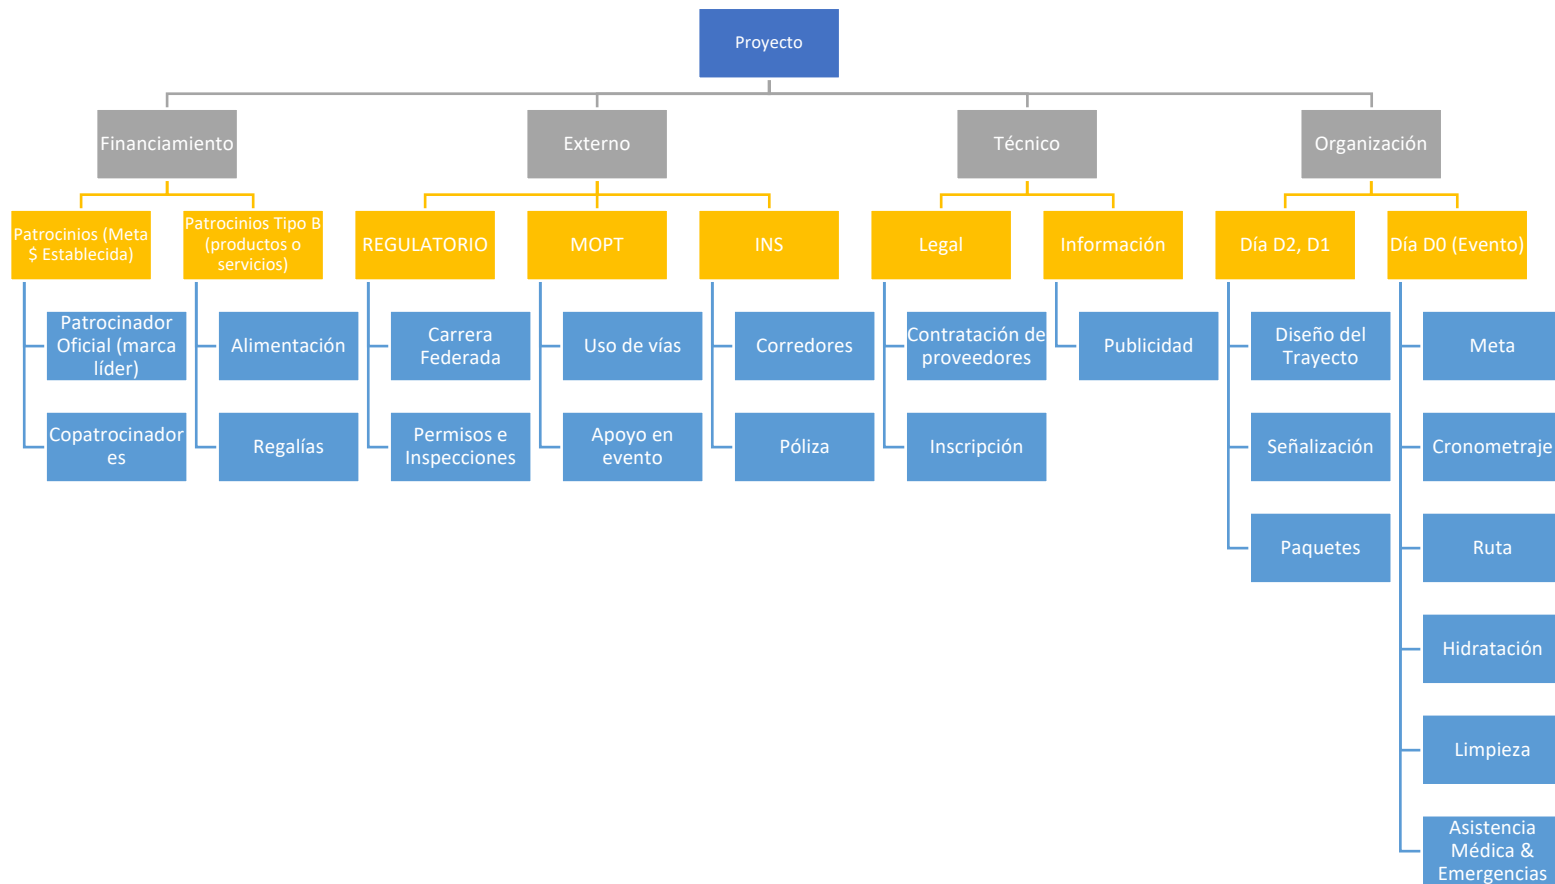 Proyecto
Financiamiento
Externo
Técnico
Organización
Patrocinios (Meta
$ Establecida)
Patrocinios Tipo B
(productos o
servicios)
REGULATORIO
MOPT
INS
Legal
Información
Día D2, D1
Día D0 (Evento)
Patrocinador
Oficial (marca
líder)
Alimentación
Carrera
Federada
Uso de vías
Corredores
Contratación de
proveedores
Publicidad
Diseño del
Trayecto
Meta
Copatrocinador
es
Regalías
Permisos e
Inspecciones
Apoyo en
evento
Póliza
Inscripción
Señalización
Cronometraje
Paquetes
Ruta
Hidratación
Limpieza
Asistencia
Médica &
Emergencias